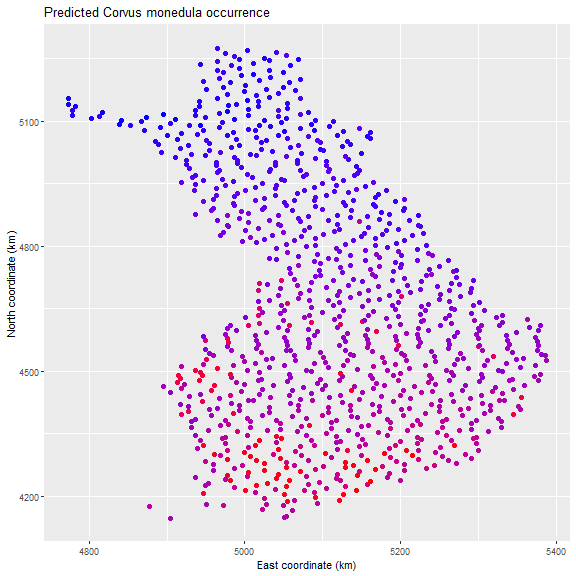 Predicted Corvus monedula occurrence
North coordinate (km)
5100
4800
4500
4200
4800
5000
5200
5400
East coordinate (km)